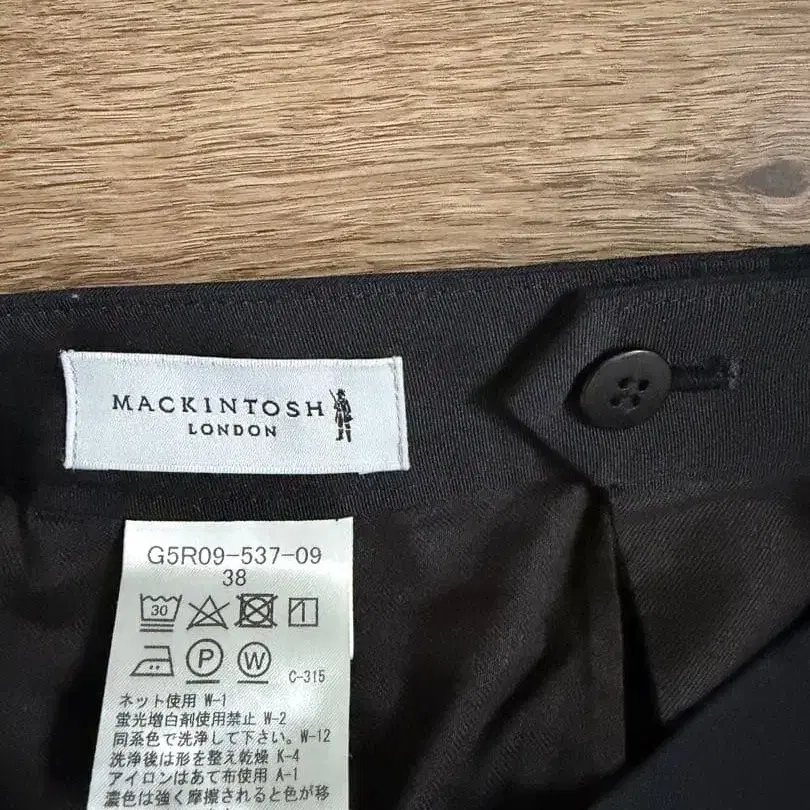 MACKINTOSH
LONDON
G5R09-537-09
38
30
P W
C-315
ネット使用 W-1
蛍光増白剤使用禁止 W-2
同系色で洗浄して下さい。W-12
洗浄後は形を整え乾燥 K-4
アイロンはあて布使用 A-1
濃色は強く摩擦されると色が移